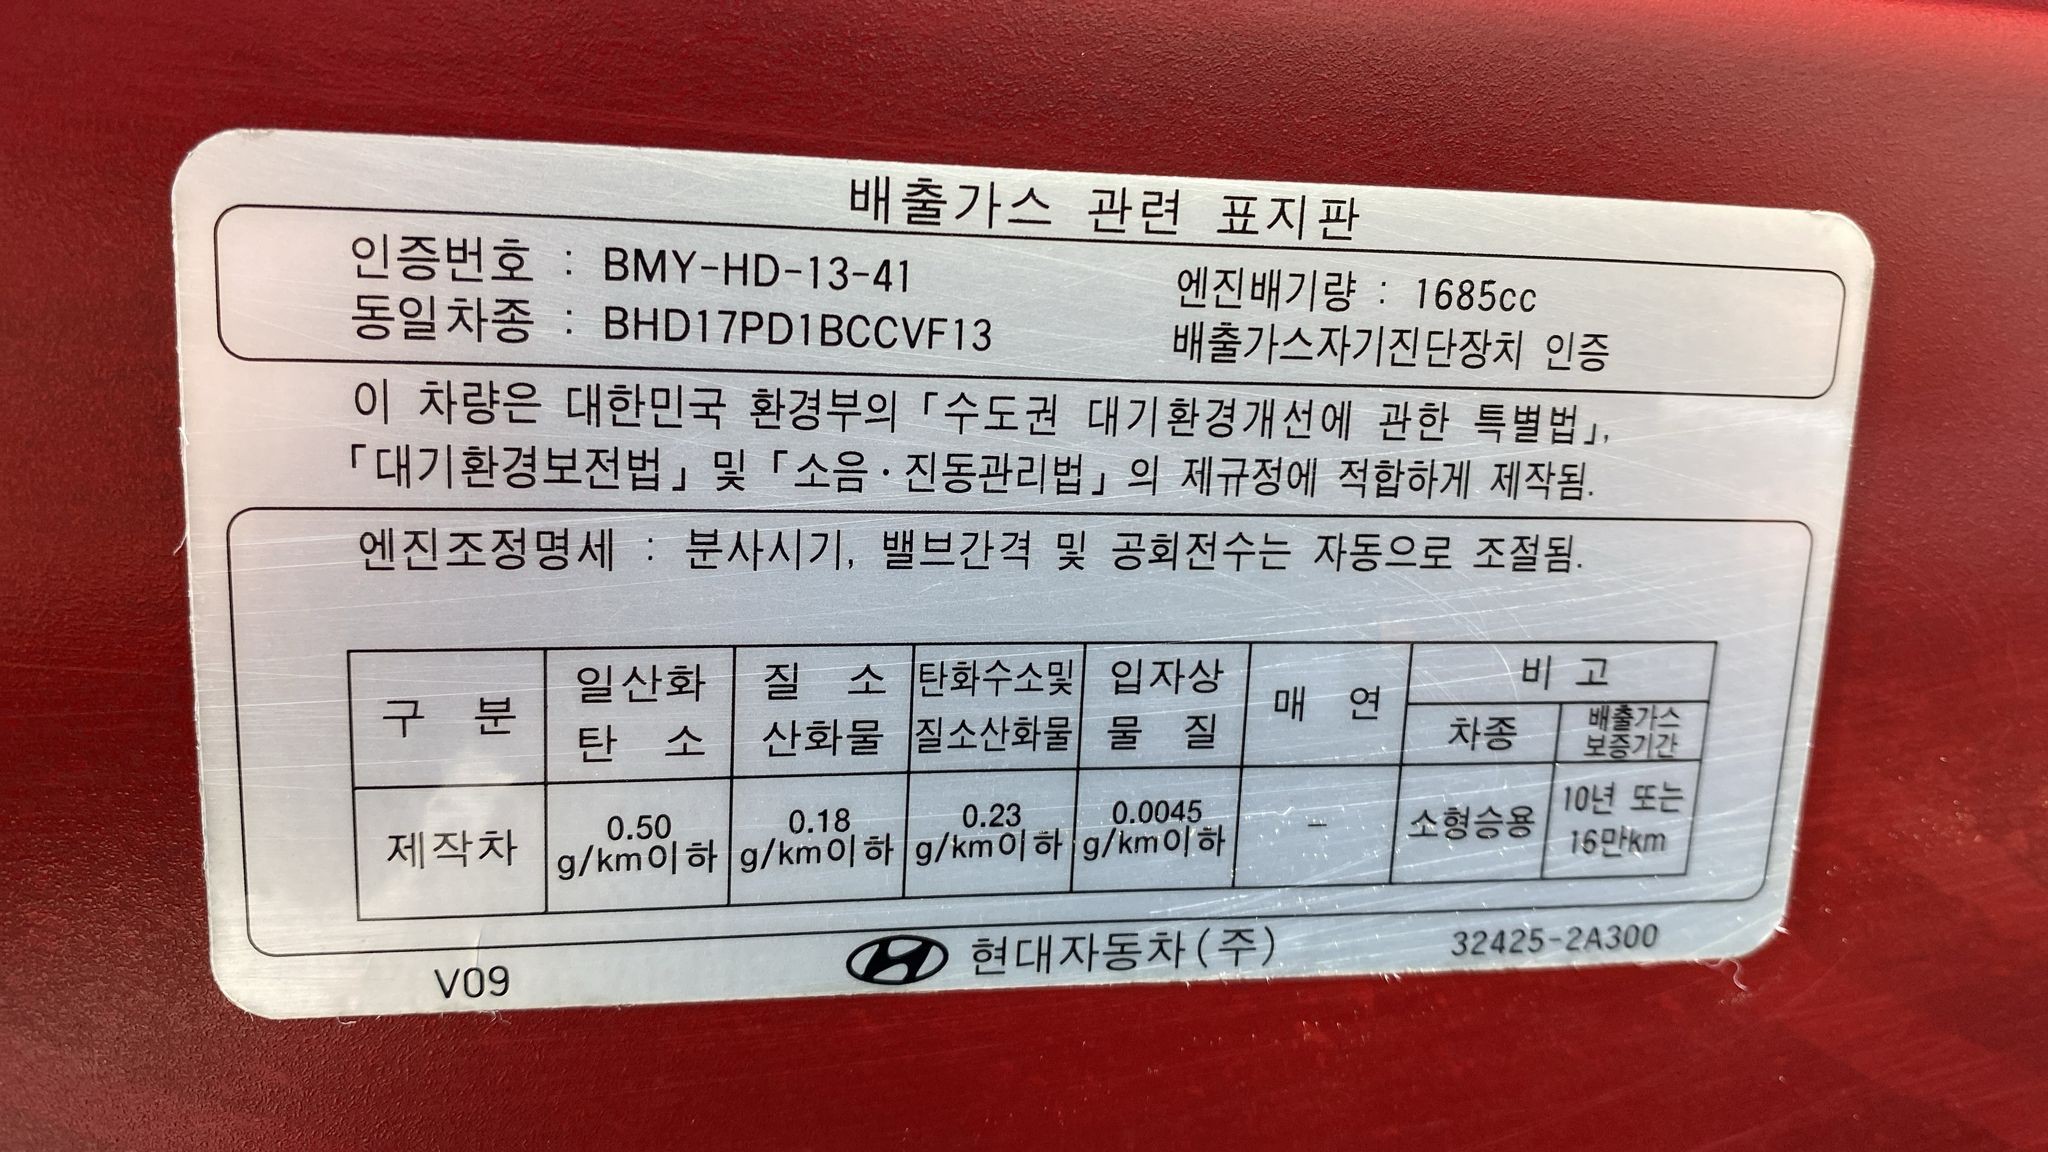 배출가스 관련 표지판
인증번호 : BMY-HD-13-41
동일차종 : BHD17PD1BCCVF13
엔진배기량 : 1685cc
배출가스자기진단장치 인증
이 차량은 대한민국 환경부의 「수도권 대기환경개선에 관한 특별법」,
「대기환경보전법」 및 「소음·진동관리법」의 제규정에 적합하게 제작됨.
엔진조정명세 : 분사시기, 밸브간격 및 공회전수는 자동으로 조절됨.
구 분
일산화
탄 소
질 소
산화물
탄화수소및
질소산화물
입자상
물 질
매 연
비 고
차종
배출가스
보증기간
제작차
0.50
g/km이하
0.18
g/km이하
0.23
g/km이하
0.0045
g/km이하
-
소형승용
10년 또는
16만km
V09
현대자동차(주)
32425-2A300